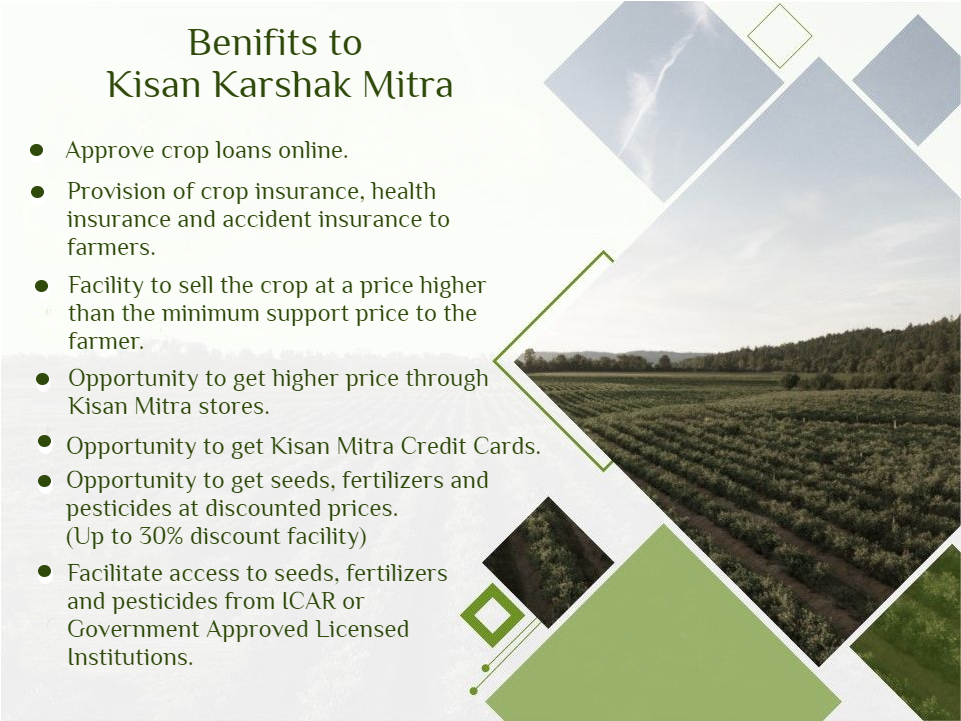 Benifits to
Kisan Karshak Mitra
• Approve crop loans online.
• Provision of crop insurance, health
insurance and accident insurance to
farmers.
• Facility to sell the crop at a price higher
than the minimum support price to the
farmer.
• Opportunity to get higher price through
Kisan Mitra stores.
• Opportunity to get Kisan Mitra Credit Cards.
• Opportunity to get seeds, fertilizers and
pesticides at discounted prices.
(Up to 30% discount facility)
• Facilitate access to seeds, fertilizers
and pesticides from ICAR or
Government Approved Licensed
Institutions.